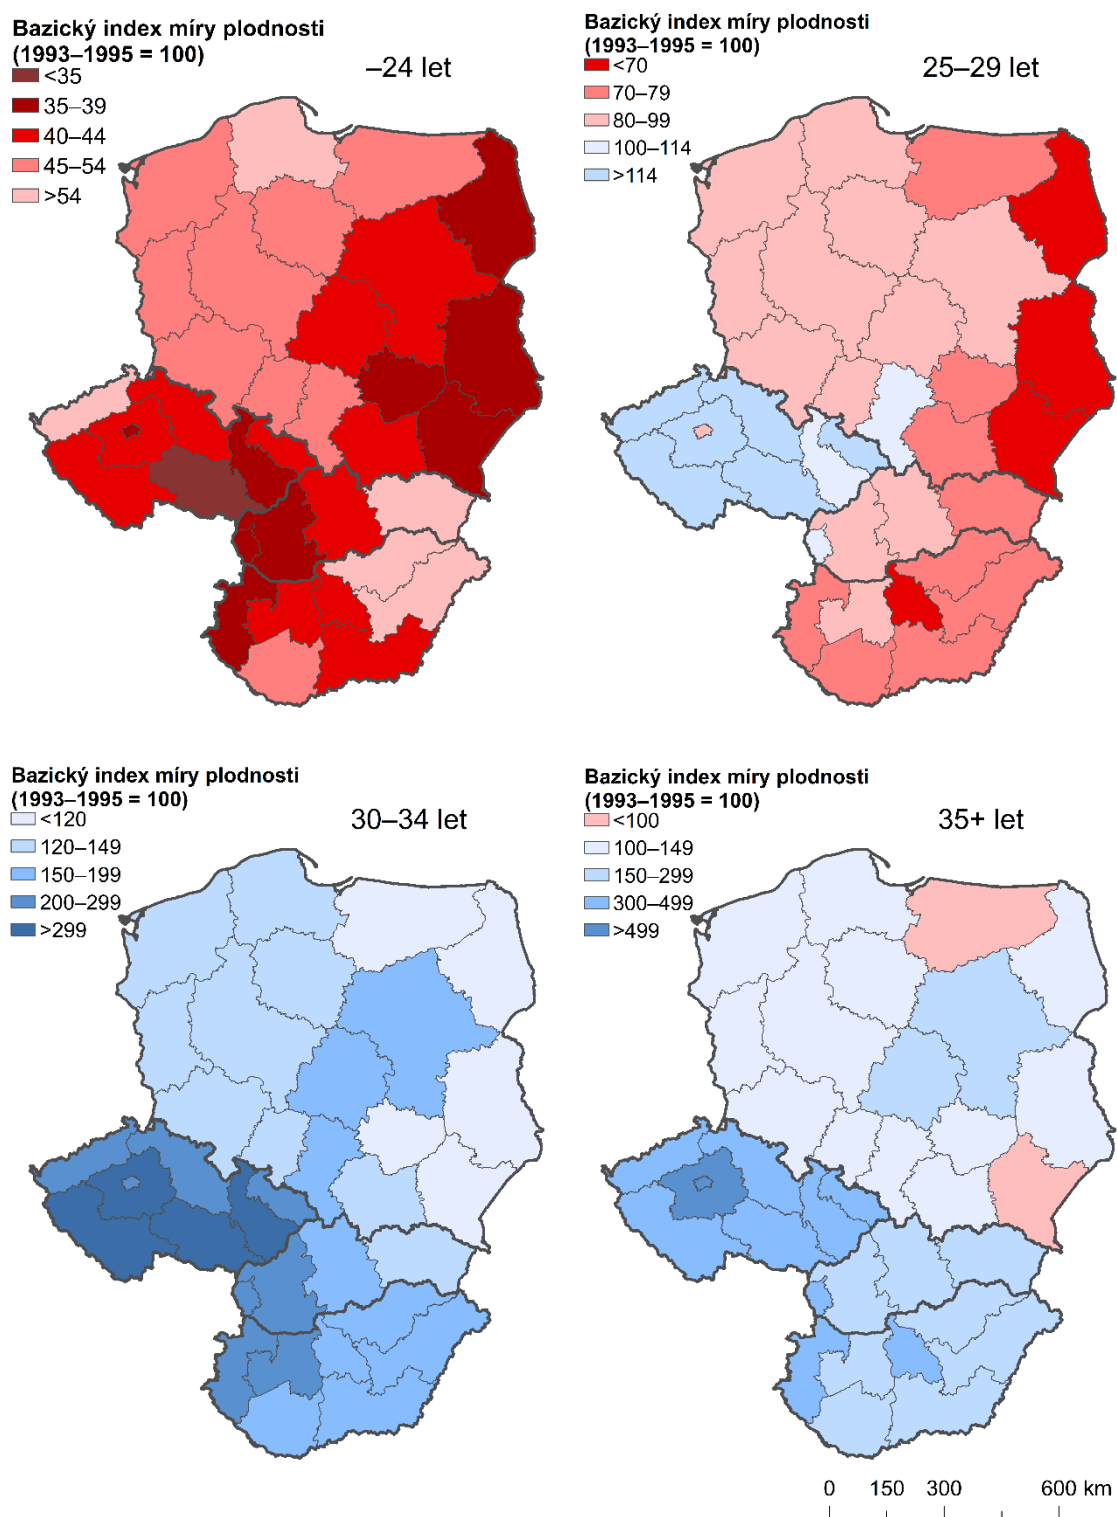 Bazický index míry plodnosti
(1993–1995 = 100)
<35
35–39
40–44
45–54
>54
–24 let
Bazický index míry plodnosti
(1993–1995 = 100)
<70
70–79
80–99
100–114
>114
25–29 let
Bazický index míry plodnosti
(1993–1995 = 100)
<120
120–149
150–199
200–299
>299
30–34 let
Bazický index míry plodnosti
(1993–1995 = 100)
<100
100–149
150–299
300–499
>499
35+ let
0 150 300 600 km